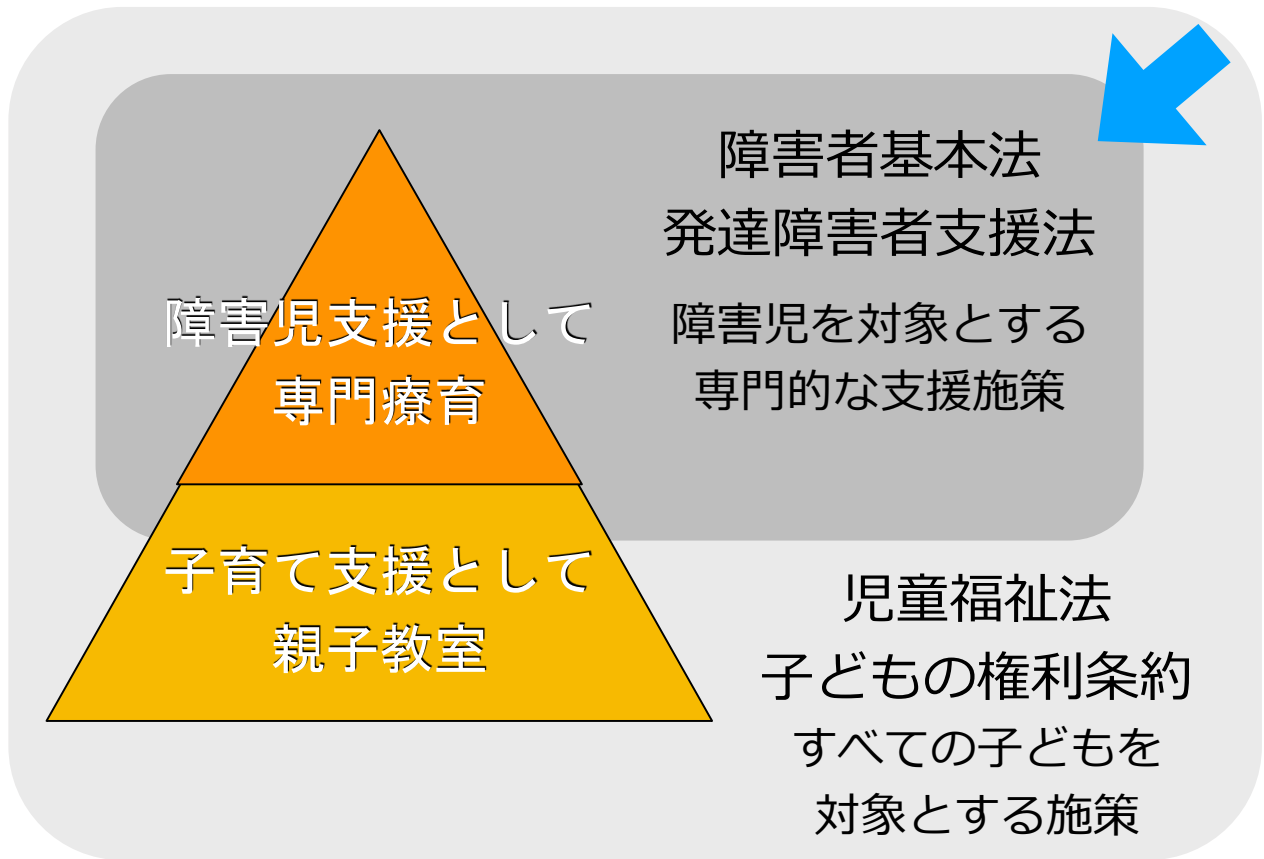 障害児支援として
専門療育
子育て支援として
親子教室
障害者基本法
発達障害者支援法
障害児を対象とする
専門的な支援施策
児童福祉法
子どもの権利条約
すべての子どもを
対象とする施策